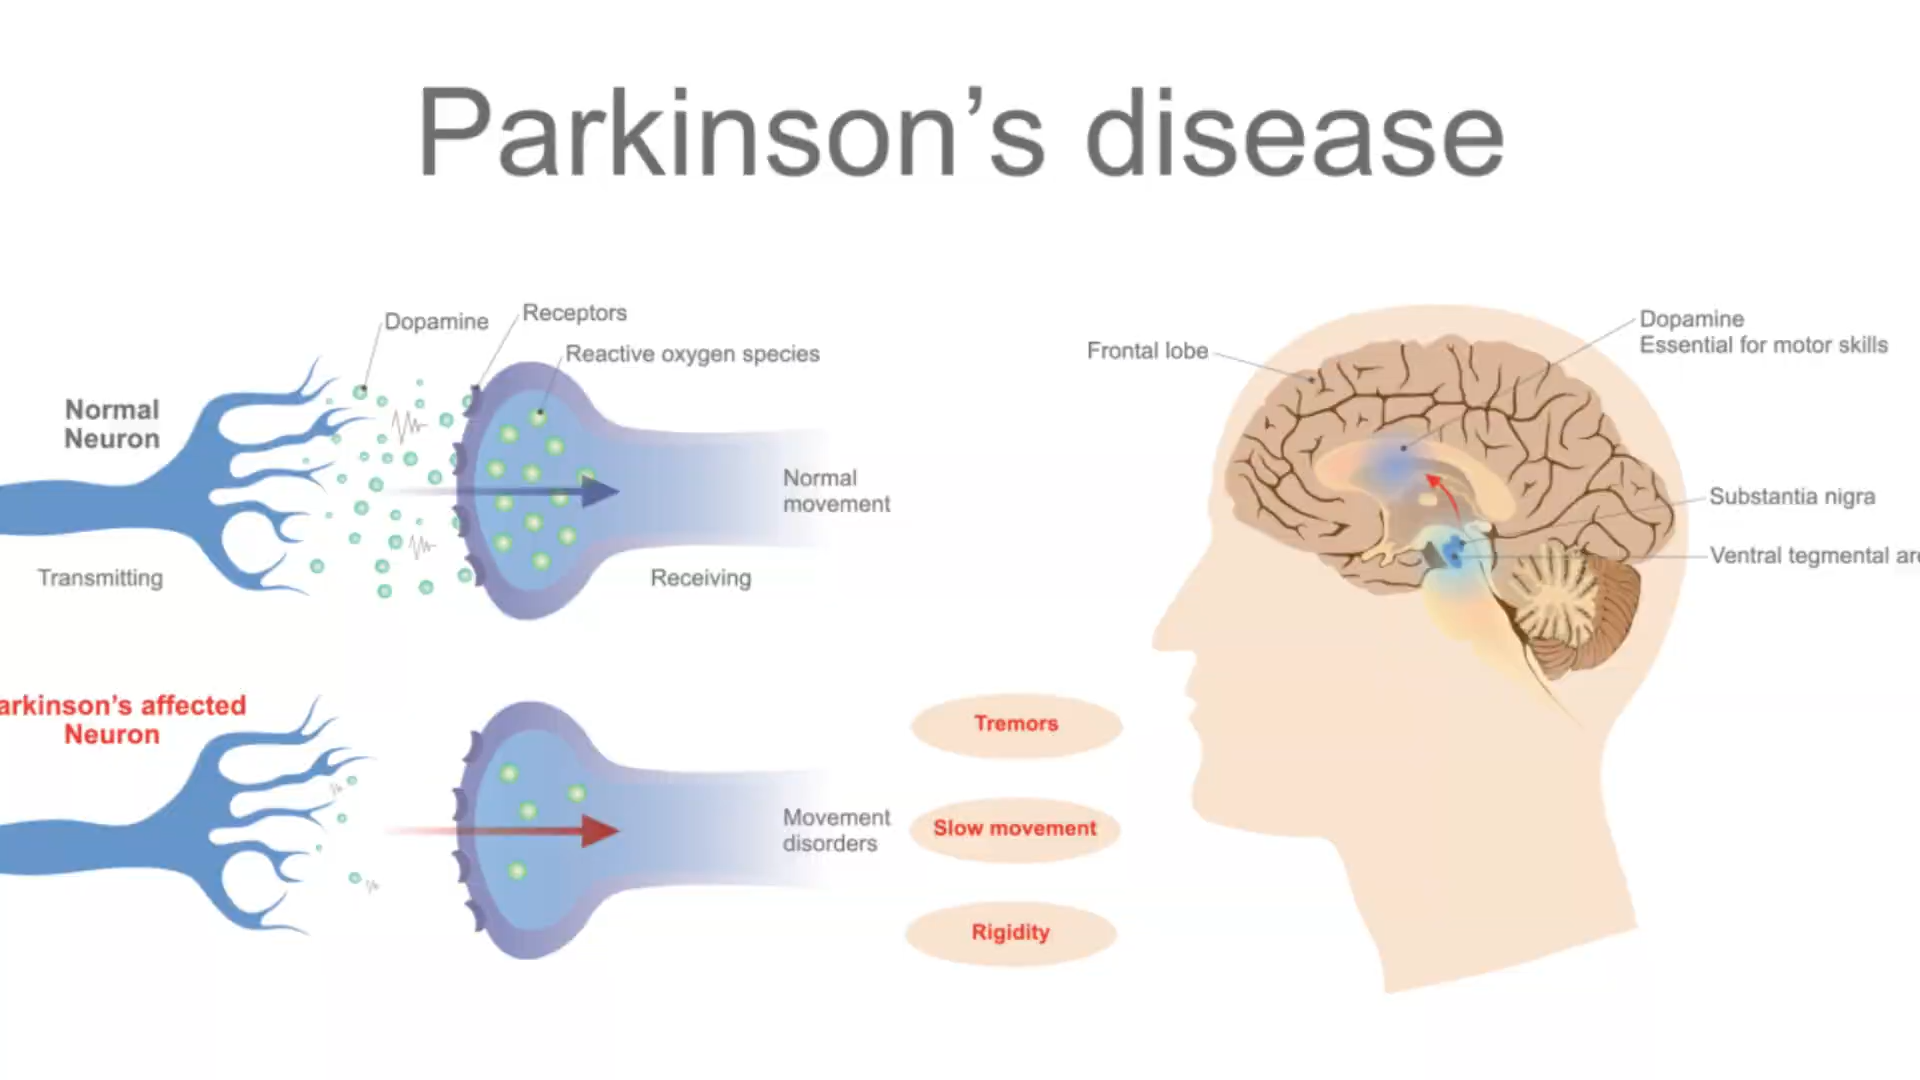 Parkinson’s disease
Dopamine
Receptors
Reactive oxygen species
Normal
Neuron
Normal
movement
Transmitting
Receiving
arkinson’s affected
Neuron
Movement
disorders
Tremors
Slow movement
Rigidity
Frontal lobe
Dopamine
Essential for motor skills
Substantia nigra
Ventral tegmental are